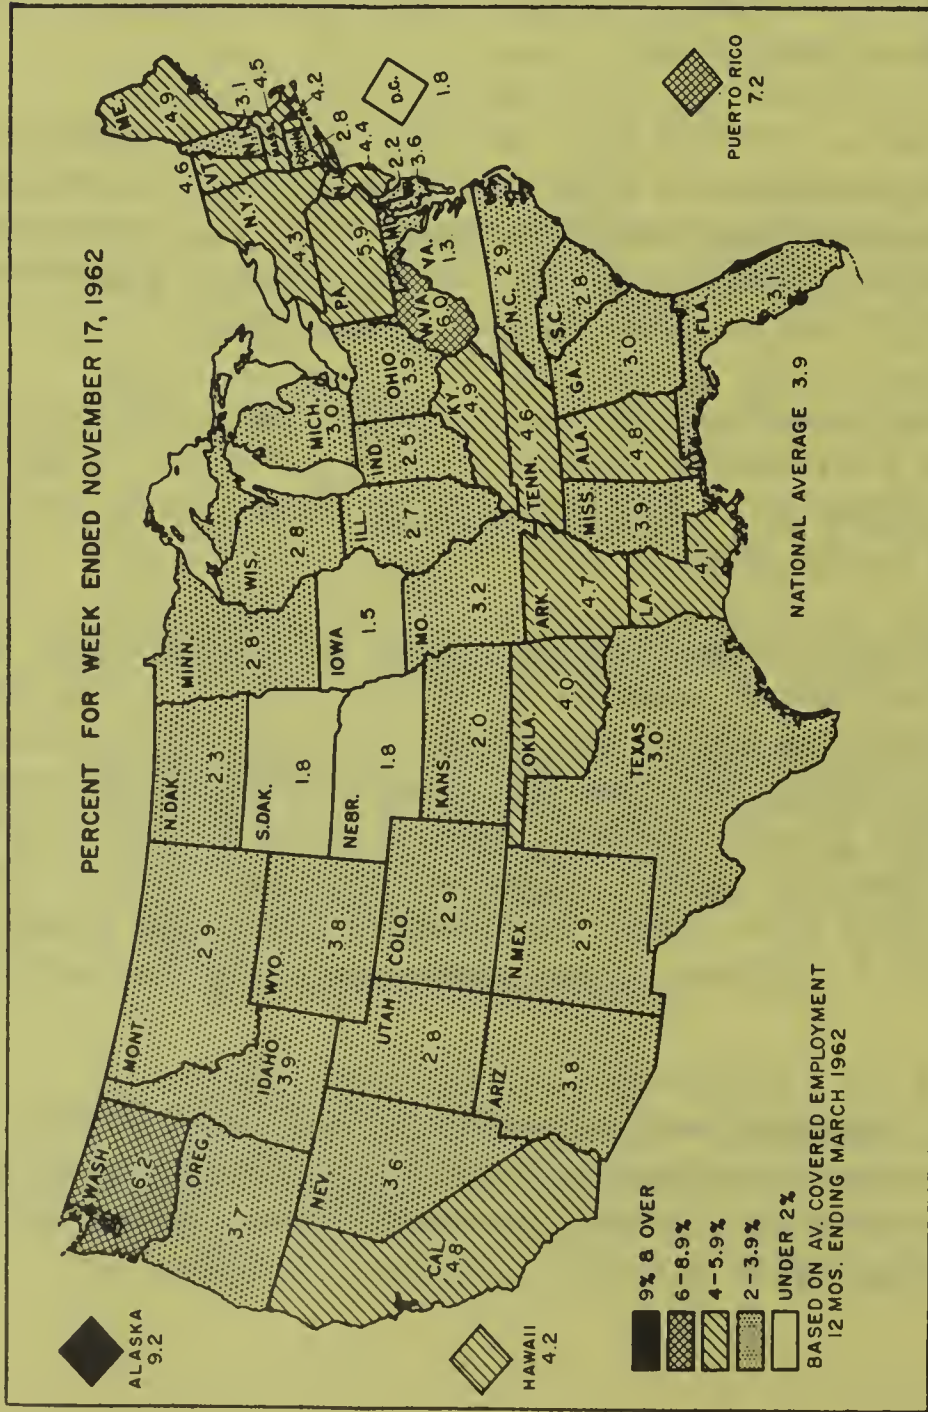 PERCENT FOR WEEK ENDED NOVEMBER 17, 1962
WASH
6.2
OREG
3.7
CAL
4.8
NEV.
3.6
IDAHO
3.9
MONT
2.9
WYO.
3.8
UTAH
2.8
COLO.
2.9
ARIZ
3.8
N.MEX.
2.9
N.DAK.
2.3
S.DAK.
1.8
NEBR.
1.8
KANS.
2.0
OKLA.
4.0
TEXAS
3.0
MINN.
2.8
IOWA
1.5
MO.
3.2
ARK.
4.7
LA.
4.1
WIS.
2.8
ILL.
2.7
MICH.
3.0
IND.
2.5
OHIO
3.9
KY.
4.9
TENN.
4.6
MISS.
3.9
ALA.
4.8
GA.
3.0
FLA.
3.1
S.C.
2.8
N.C.
2.9
VA.
1.3
W.VA.
6.0
MD.
PA.
5.9
N.Y.
4.3
N.J.
VT.
4.6
N.H.
3.1
ME.
4.9
MASS.
4.5
CONN.
4.2
2.8
4.4
2.2
3.6
D.C.
1.8
PUERTO RICO
7.2
ALASKA
9.2
HAWAII
4.2
NATIONAL AVERAGE 3.9
9% & OVER
6-8.9%
4-5.9%
2-3.9%
UNDER 2%
BASED ON AV. COVERED EMPLOYMENT
12 MOS. ENDING MARCH 1962